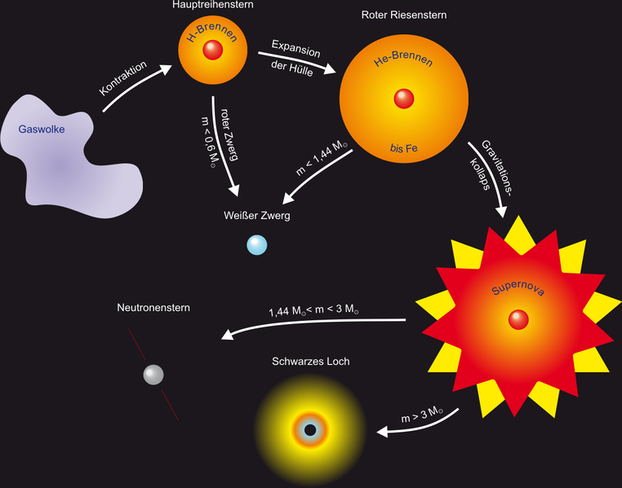 Hauptreihenstern
Roter Riesenstern
H-Brennen
Expansion
der Hülle
He-Brennen
bis Fe
Kontraktion
Gaswolke
roter Zwerg
m < 0,6 M☉
m < 1,44 M☉
Gravitations-
kollaps
Weißer Zwerg
Supernova
Neutronenstern
1,44 M☉< m < 3 M☉
Schwarzes Loch
m > 3 M☉